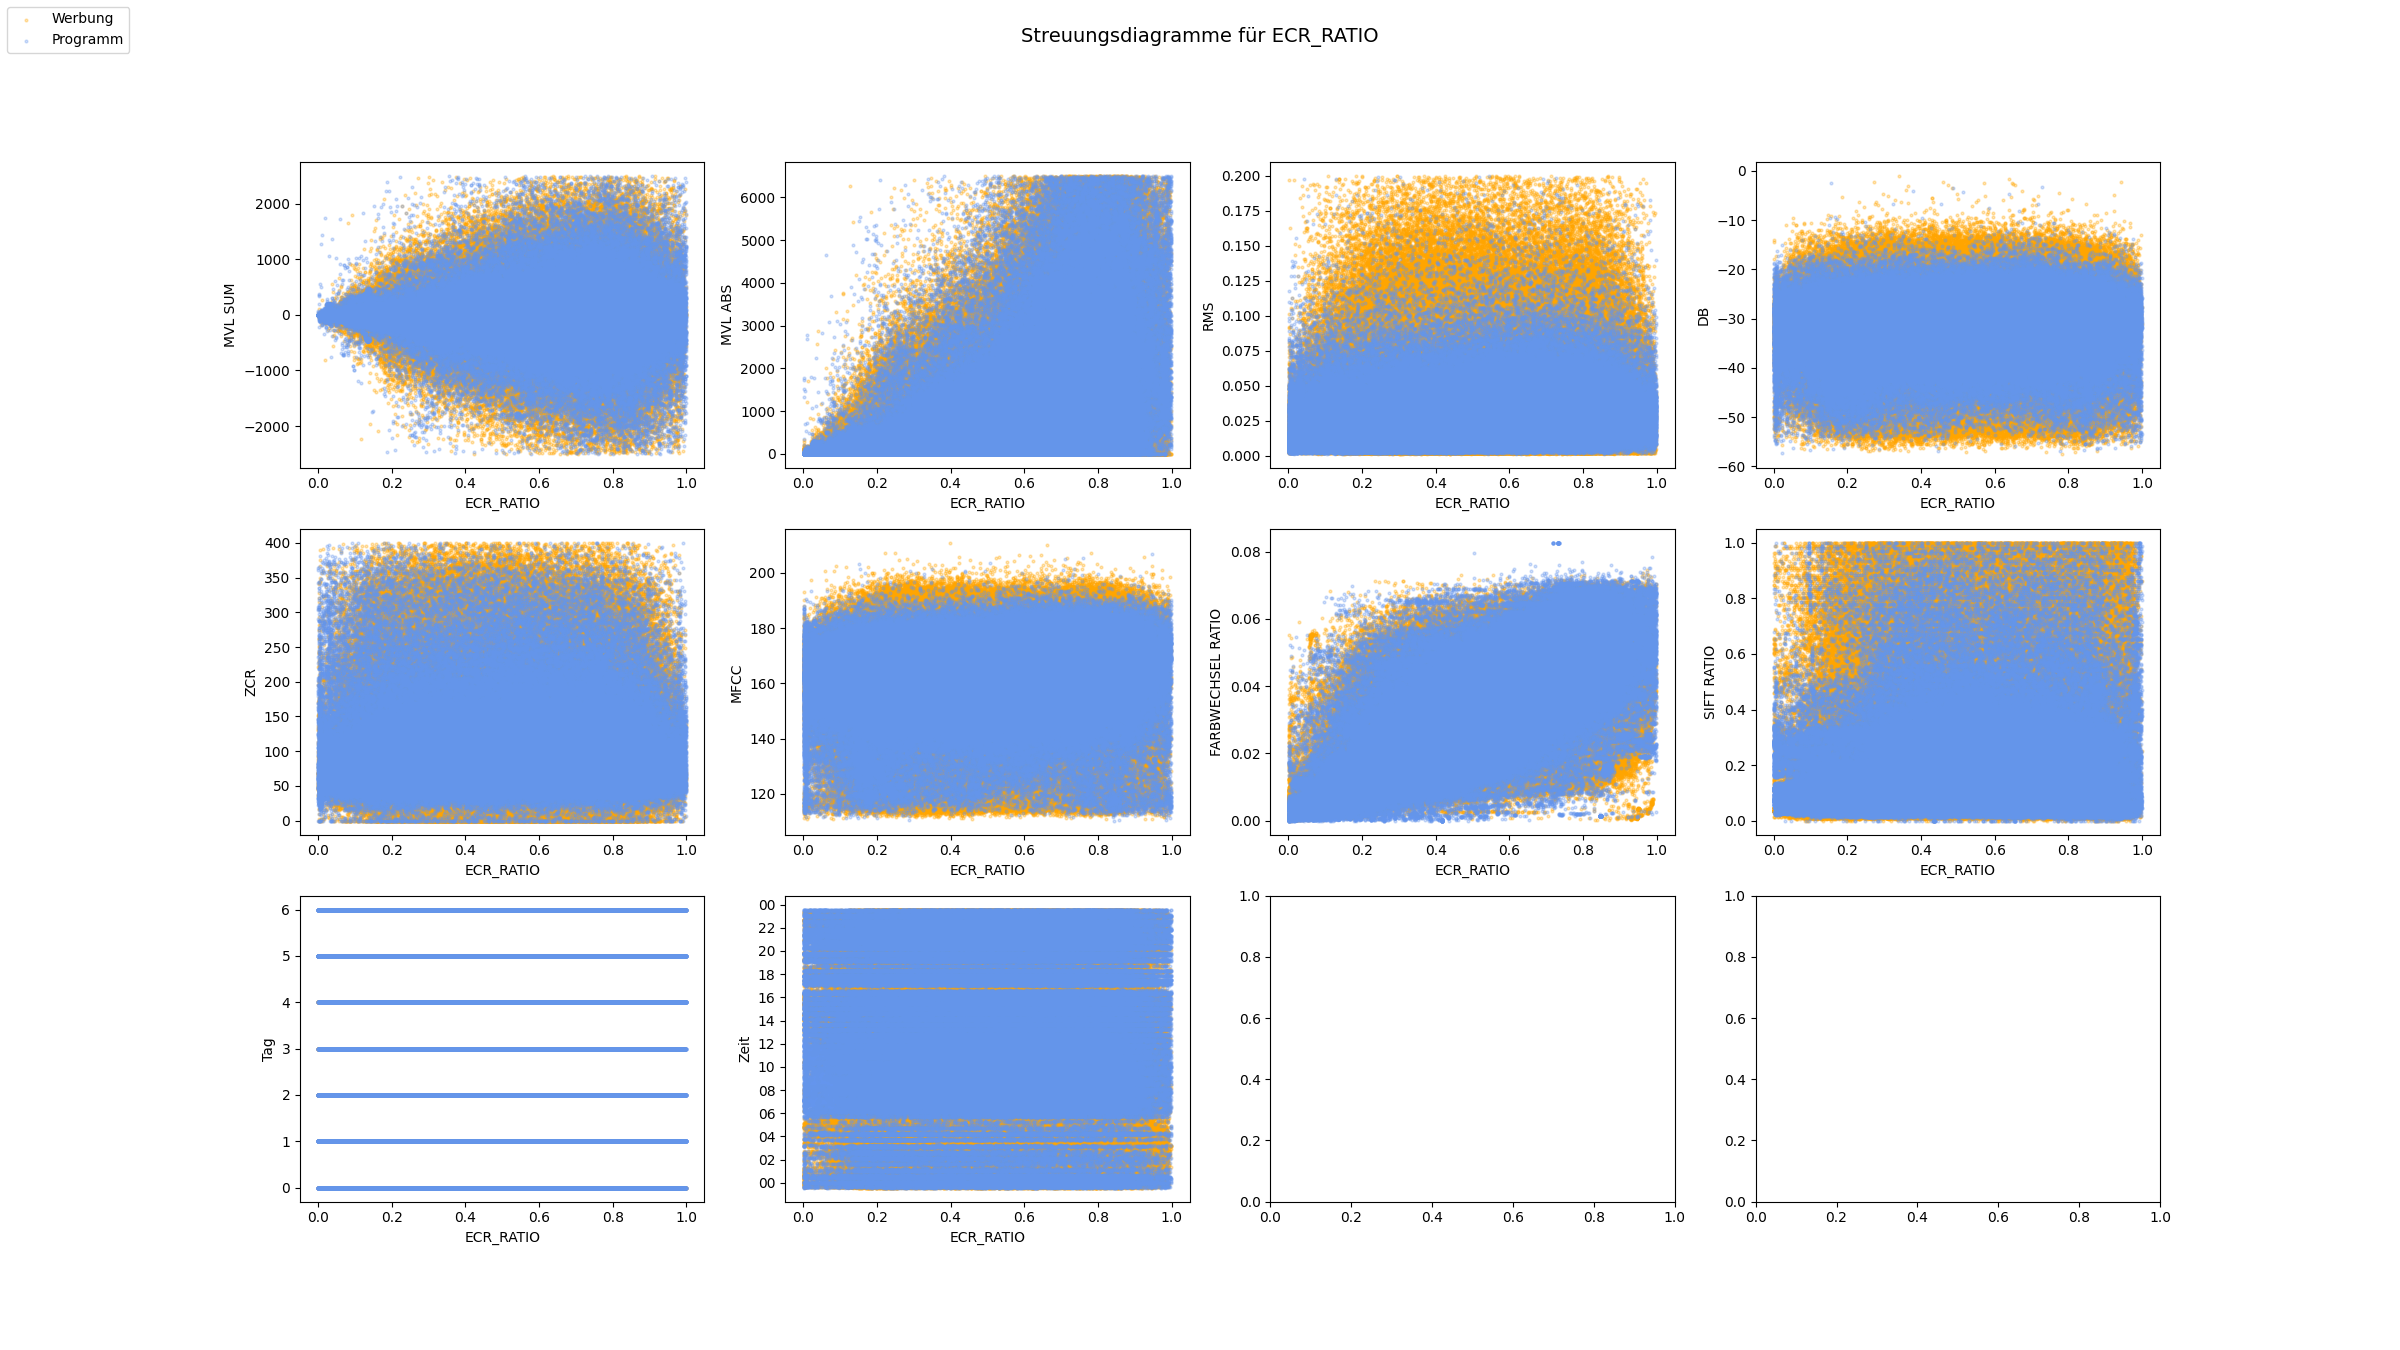 Werbung
Programm
Streuungsdiagramme für ECR_RATIO
MVL SUM
2000
1000
0
−1000
−2000
0.0 0.2 0.4 0.6 0.8 1.0
ECR_RATIO
MVL ABS
6000
5000
4000
3000
2000
1000
0
0.0 0.2 0.4 0.6 0.8 1.0
ECR_RATIO
RMS
0.200
0.175
0.150
0.125
0.100
0.075
0.050
0.025
0.000
0.0 0.2 0.4 0.6 0.8 1.0
ECR_RATIO
DB
0
−10
−20
−30
−40
−50
−60
0.0 0.2 0.4 0.6 0.8 1.0
ECR_RATIO
ZCR
400
350
300
250
200
150
100
50
0
0.0 0.2 0.4 0.6 0.8 1.0
ECR_RATIO
MFCC
200
180
160
140
120
0.0 0.2 0.4 0.6 0.8 1.0
ECR_RATIO
FARBWECHSEL RATIO
0.08
0.06
0.04
0.02
0.00
0.0 0.2 0.4 0.6 0.8 1.0
ECR_RATIO
SIFT RATIO
1.0
0.8
0.6
0.4
0.2
0.0
0.0 0.2 0.4 0.6 0.8 1.0
ECR_RATIO
Tag
6
5
4
3
2
1
0
0.0 0.2 0.4 0.6 0.8 1.0
ECR_RATIO
Zeit
00
22
20
18
16
14
12
10
08
06
04
02
00
0.0 0.2 0.4 0.6 0.8 1.0
ECR_RATIO
1.0
0.8
0.6
0.4
0.2
0.0
0.0 0.2 0.4 0.6 0.8 1.0
1.0
0.8
0.6
0.4
0.2
0.0
0.0 0.2 0.4 0.6 0.8 1.0